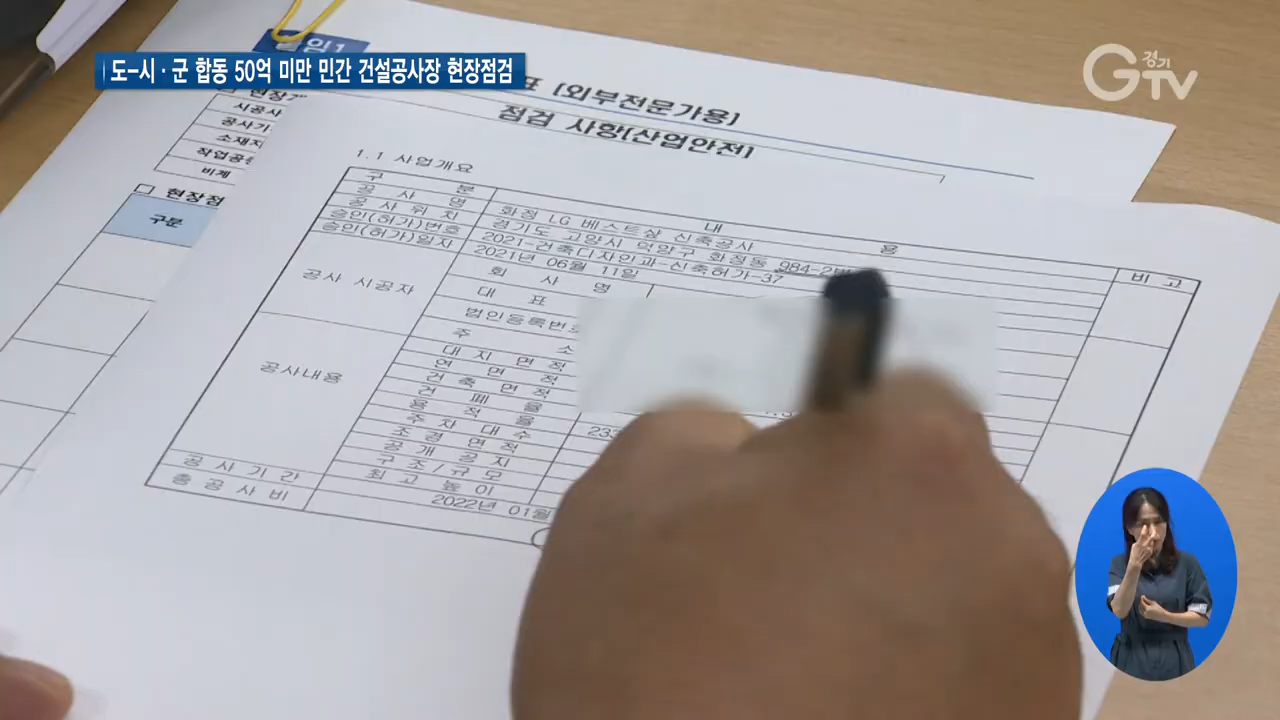 도-시·군 합동 50억 미만 민간 건설공사장 현장점검
경기
GTV
임1
표 (외부전문가용)
점검 사항(산업안전)
시공사
소재지
비계
□ 현장점
구분
1.1 사업개요
구 분
내 용
비 고
공 사 명
화정 LG 베스트샵 신축공사
공 사 위 치
경기도 고양시 덕양구 화정동 984-2
승인(허가)번호
2021-건축디자인과-신축허가-37
승인(허가)일자
2021년 06월 11일
공사 시공자
회 사 명
대 표
법인등록번호
주 소
공사내용
대 지 면 적
연 면 적
건 축 면 적
건 폐 율
용 적 률
주 차 대 수
조 경 면 적
공 개 공 지
구 조 / 규 모
최 고 높 이
공 사 기 간
2022년 01월
총 공 사 비